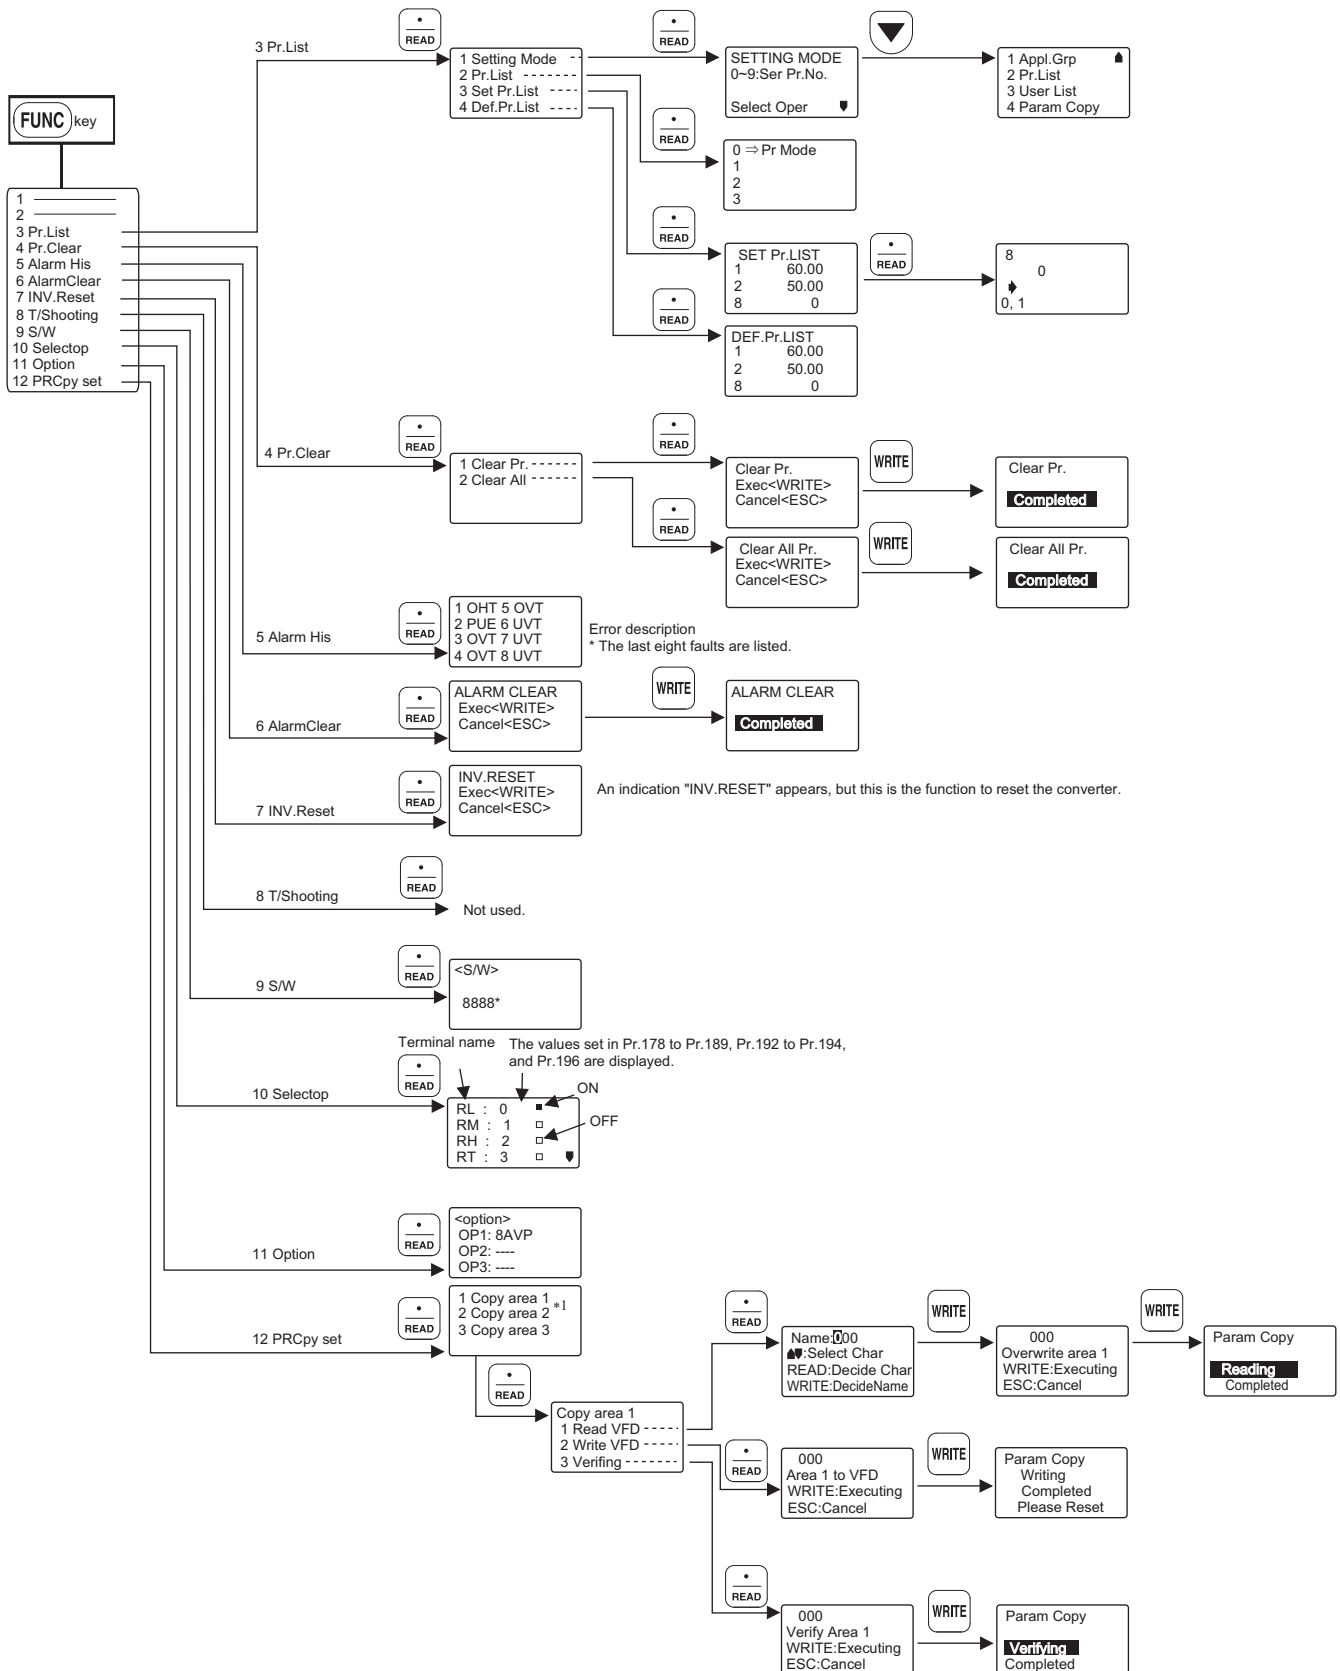 FUNC key
1
2
3 Pr.List
4 Pr.Clear
5 Alarm His
6 AlarmClear
7 INV.Reset
8 T/Shooting
9 S/W
10 Selectop
11 Option
12 PRCpy set
3 Pr.List
READ
1 Setting Mode --
2 Pr.List -------
3 Set Pr.List ----
4 Def.Pr.List ----
READ
SETTING MODE
0~9:Ser Pr.No.
Select Oper
1 Appl.Grp
2 Pr.List
3 User List
4 Param Copy
READ
0 ⇒ Pr Mode
1
2
3
READ
SET Pr.LIST
1 60.00
2 50.00
8 0
READ
8
0
0, 1
READ
DEF.Pr.LIST
1 60.00
2 50.00
8 0
4 Pr.Clear
READ
1 Clear Pr.------
2 Clear All ------
READ
Clear Pr.
Exec<WRITE>
Cancel<ESC>
WRITE
Clear Pr.
Completed
READ
Clear All Pr.
Exec<WRITE>
Cancel<ESC>
WRITE
Clear All Pr.
Completed
5 Alarm His
READ
1 OHT 5 OVT
2 PUE 6 UVT
3 OVT 7 UVT
4 OVT 8 UVT
Error description
* The last eight faults are listed.
6 AlarmClear
READ
ALARM CLEAR
Exec<WRITE>
Cancel<ESC>
WRITE
ALARM CLEAR
Completed
7 INV.Reset
READ
INV.RESET
Exec<WRITE>
Cancel<ESC>
An indication "INV.RESET" appears, but this is the function to reset the converter.
8 T/Shooting
READ
Not used.
9 S/W
READ
<S/W>
8888*
Terminal name
The values set in Pr.178 to Pr.189, Pr.192 to Pr.194,
and Pr.196 are displayed.
10 Selectop
READ
RL : 0
RM : 1
RH : 2
RT : 3
ON
OFF
11 Option
READ
<option>
OP1: 8AVP
OP2: ----
OP3: ----
12 PRCpy set
READ
1 Copy area 1
2 Copy area 2 *1
3 Copy area 3
READ
Copy area 1
1 Read VFD -----
2 Write VFD -----
3 Verifing -------
READ
Name:000
:Select Char
READ:Decide Char
WRITE:DecideName
WRITE
000
Overwrite area 1
WRITE:Executing
ESC:Cancel
WRITE
Param Copy
Reading
Completed
READ
000
Area 1 to VFD
WRITE:Executing
ESC:Cancel
WRITE
Param Copy
Writing
Completed
Please Reset
READ
000
Verify Area 1
WRITE:Executing
ESC:Cancel
WRITE
Param Copy
Verifying
Completed